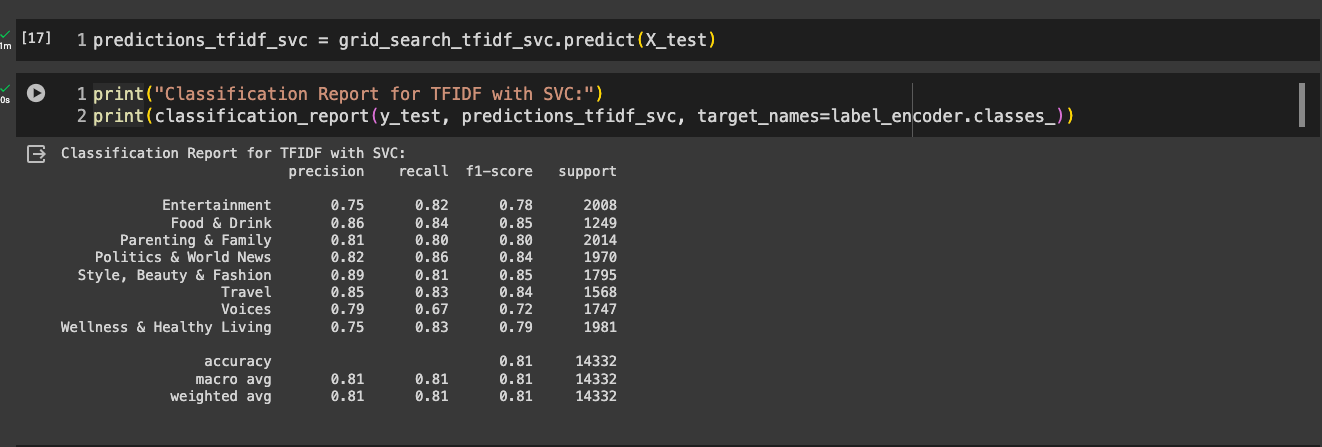 [17] 1 predictions_tfidf_svc = grid_search_tfidf_svc.predict(X_test)
1m
1 print("Classification Report for TFIDF with SVC:")
0s
2 print(classification_report(y_test, predictions_tfidf_svc, target_names=label_encoder.classes_))
Classification Report for TFIDF with SVC:
precision recall f1-score support
Entertainment 0.75 0.82 0.78 2008
Food & Drink 0.86 0.84 0.85 1249
Parenting & Family 0.81 0.80 0.80 2014
Politics & World News 0.82 0.86 0.84 1970
Style, Beauty & Fashion 0.89 0.81 0.85 1795
Travel 0.85 0.83 0.84 1568
Voices 0.79 0.67 0.72 1747
Wellness & Healthy Living 0.75 0.83 0.79 1981
accuracy 0.81 14332
macro avg 0.81 0.81 0.81 14332
weighted avg 0.81 0.81 0.81 14332